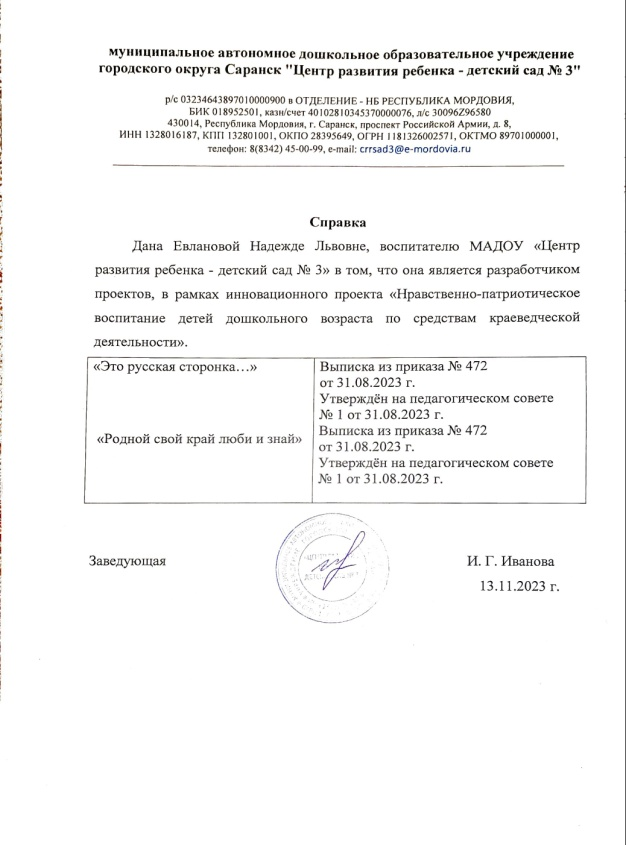 муниципальное автономное дошкольное образовательное учреждение
городского округа Саранск "Центр развития ребенка - детский сад № 3"
р/с 03234643897010000900 в ОТДЕЛЕНИЕ - НБ РЕСПУБЛИКА МОРДОВИЯ,
БИК 018952501, казн/счет 40102810345370000076, л/с 30096Z96580
430014, Республика Мордовия, г. Саранск, проспект Российской Армии, д. 8,
ИНН 1328016187, КПП 132801001, ОКПО 28395649, ОГРН 1181326002571, ОКТМО 89701000001,
телефон: 8(8342) 45-00-99, e-mail: crrsad3@e-mordovia.ru
Справка
Дана Евлановой Надежде Львовне, воспитателю МАДОУ «Центр
развития ребенка - детский сад № 3» в том, что она является разработчиком
проектов, в рамках инновационного проекта «Нравственно-патриотическое
воспитание детей дошкольного возраста по средствам краеведческой
деятельности».
«Это русская сторонка…»
Выписка из приказа № 472
от 31.08.2023 г.
Утверждён на педагогическом совете
№ 1 от 31.08.2023 г.
«Родной свой край люби и знай»
Выписка из приказа № 472
от 31.08.2023 г.
Утверждён на педагогическом совете
№ 1 от 31.08.2023 г.
Заведующая
И. Г. Иванова
13.11.2023 г.